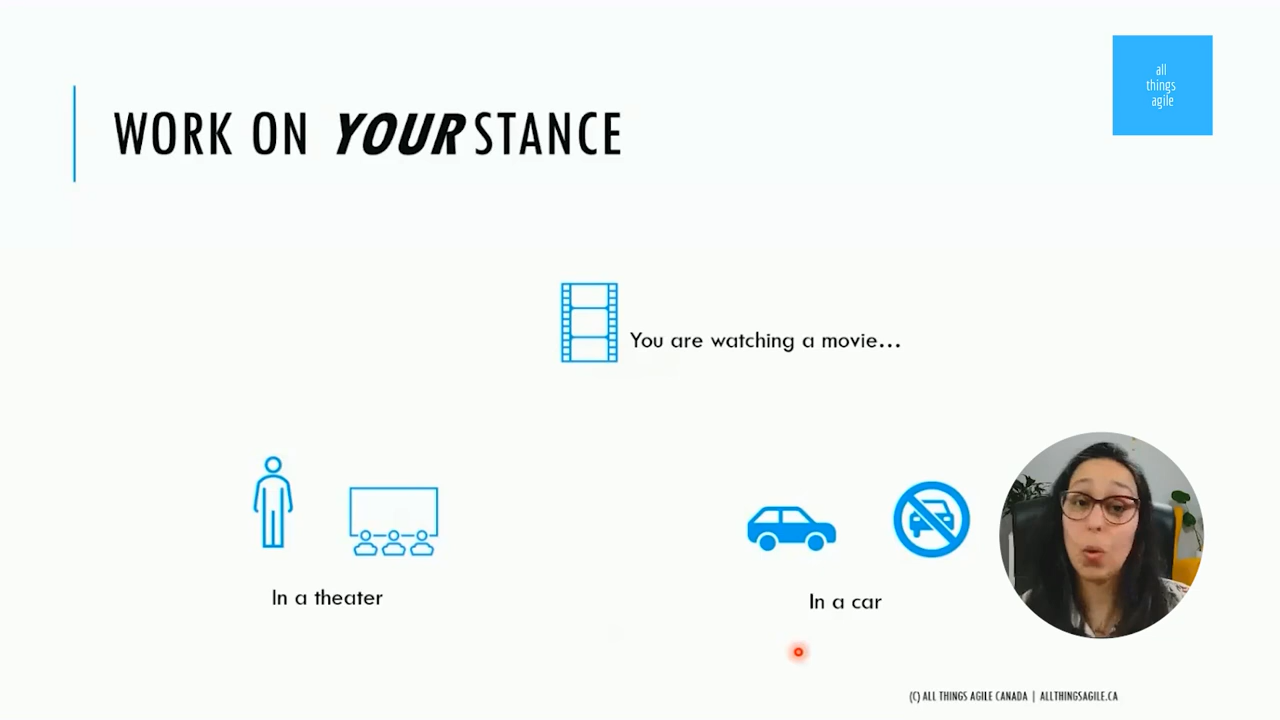 all
things
agile
WORK ON YOUR STANCE
You are watching a movie...
In a theater
In a car
(C) ALL THINGS AGILE CANADA | ALLTHINGSAGILE.CA